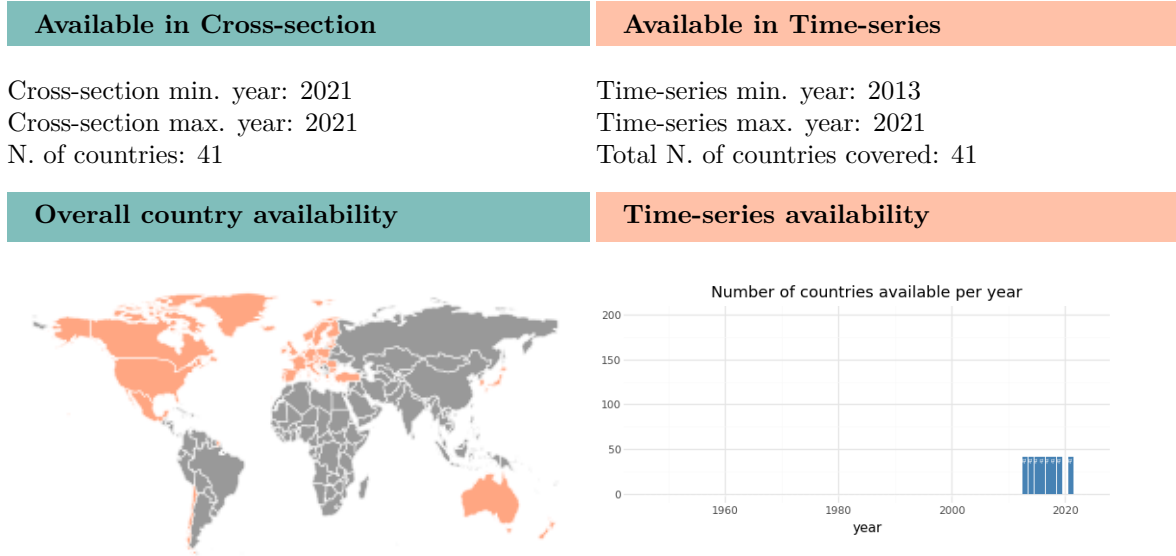 Available in Cross-section
Available in Time-series
Cross-section min. year: 2021
Cross-section max. year: 2021
N. of countries: 41
Time-series min. year: 2013
Time-series max. year: 2021
Total N. of countries covered: 41
Overall country availability
Time-series availability
Number of countries available per year
200
150
100
50
0
1960
1980
2000
2020
year